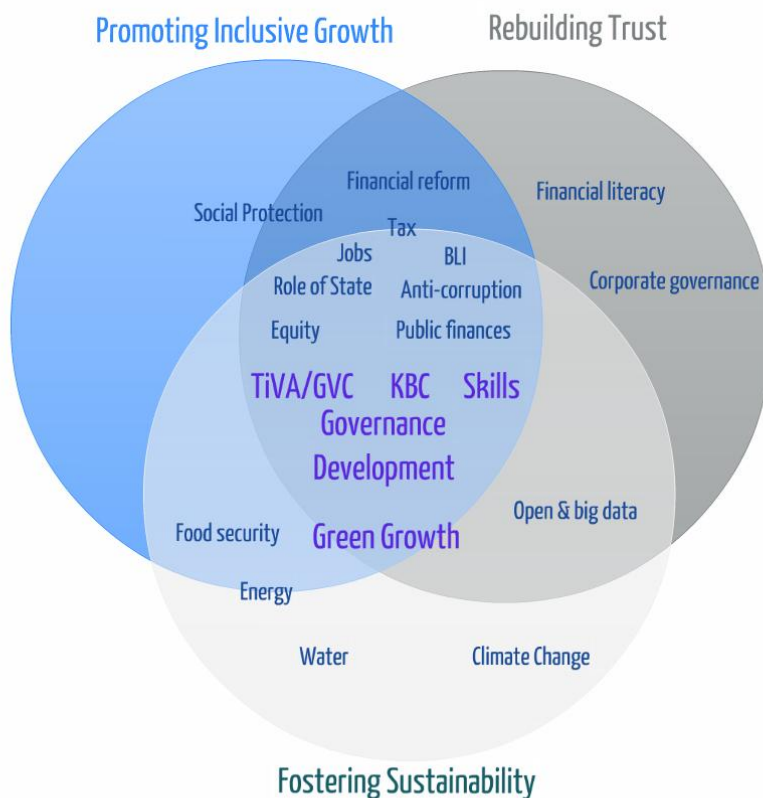 Promoting Inclusive Growth
Rebuilding Trust
Financial reform
Financial literacy
Social Protection
Tax
Jobs
BLI
Corporate governance
Role of State
Anti-corruption
Equity
Public finances
TiVA/GVC
KBC
Skills
Governance
Development
Open & big data
Food security
Green Growth
Energy
Water
Climate Change
Fostering Sustainability